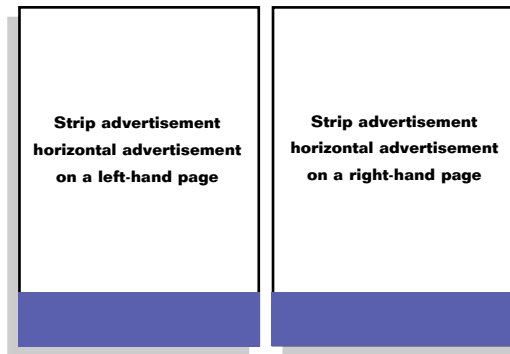 Strip advertisement
horizontal advertisement
on a left-hand page
Strip advertisement
horizontal advertisement
on a right-hand page